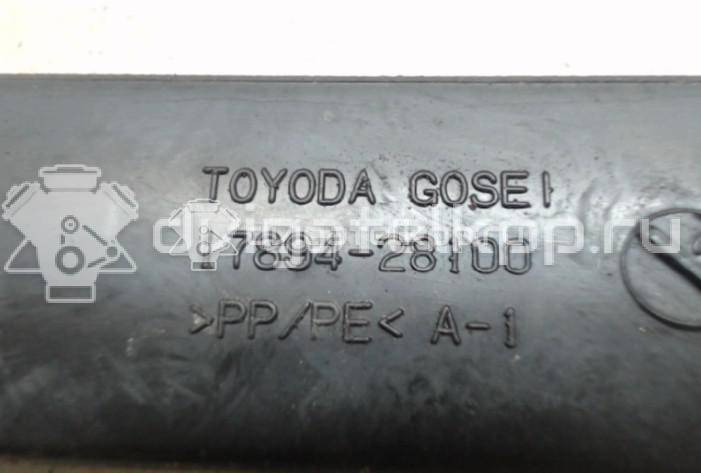 TOYODA GOSEI
17894-28100
>PP/PE< A-1